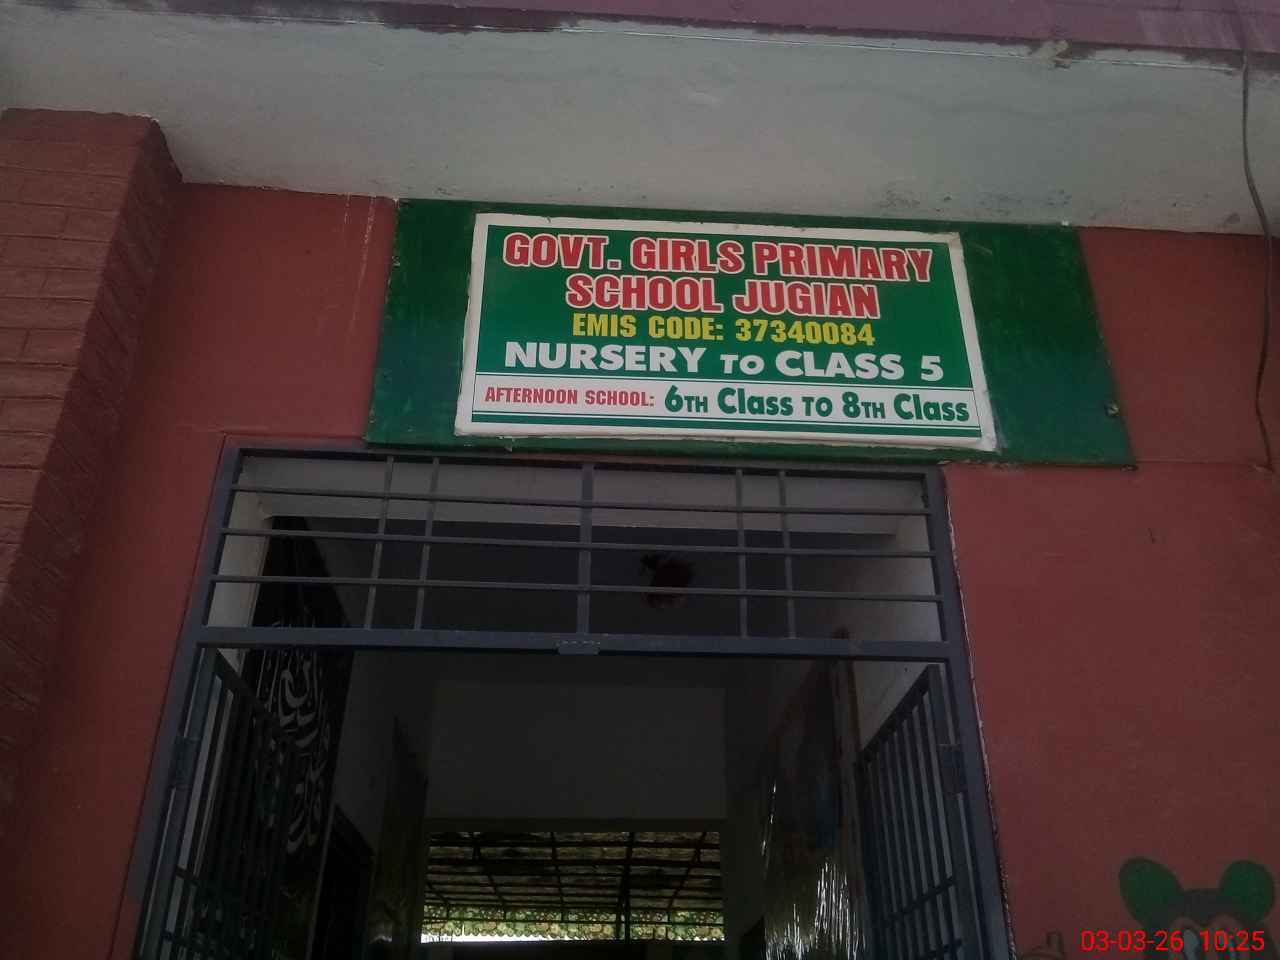 GOVT. GIRLS PRIMARY
SCHOOL JUGIAN
EMIS CODE: 37340084
NURSERY TO CLASS 5
AFTERNOON SCHOOL: 6TH Class TO 8TH Class
03-03-26 10:25